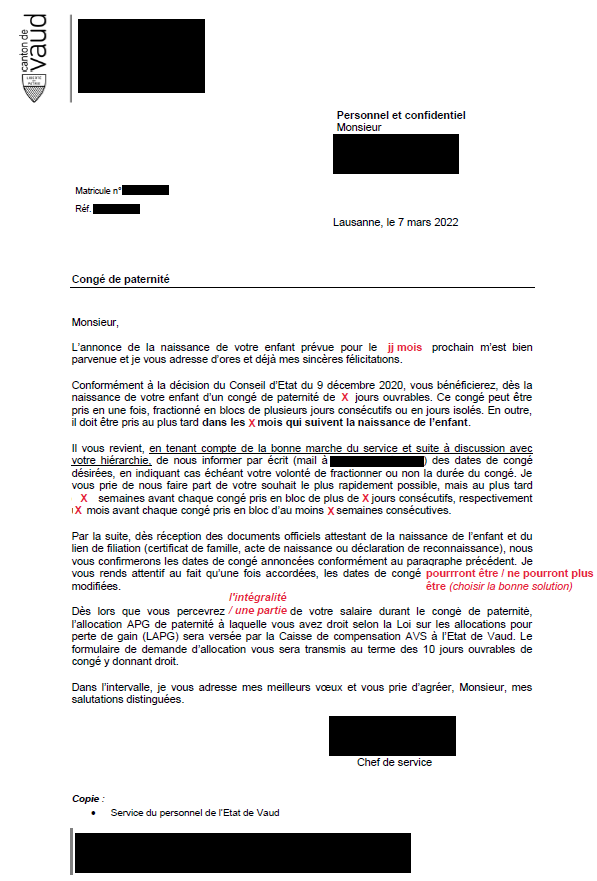 canton de
vaud
LIBERTÉ
ET
PATRIE
Personnel et confidentiel
Monsieur
Matricule n°
Réf.
Lausanne, le 7 mars 2022
Congé de paternité
Monsieur,
L'annonce de la naissance de votre enfant prévue pour le jj mois prochain m'est bien
parvenue et je vous adresse d'ores et déjà mes sincères félicitations.
Conformément à la décision du Conseil d'Etat du 9 décembre 2020, vous bénéficierez, dès la
naissance de votre enfant d'un congé de paternité de X jours ouvrables. Ce congé peut être
pris en une fois, fractionné en blocs de plusieurs jours consécutifs ou en jours isolés. En outre,
il doit être pris au plus tard dans les X mois qui suivent la naissance de l'enfant.
Il vous revient, en tenant compte de la bonne marche du service et suite à discussion avec
votre hiérarchie, de nous informer par écrit (mail à ) des dates de congé
désirées, en indiquant cas échéant votre volonté de fractionner ou non la durée du congé. Je
vous prie de nous faire part de votre souhait le plus rapidement possible, mais au plus tard
X semaines avant chaque congé pris en bloc de plus de X jours consécutifs, respectivement
X mois avant chaque congé pris en bloc d'au moins X semaines consécutives.
Par la suite, dès réception des documents officiels attestant de la naissance de l'enfant et du
lien de filiation (certificat de famille, acte de naissance ou déclaration de reconnaissance), nous
vous confirmerons les dates de congé annoncées conformément au paragraphe précédent. Je
vous rends attentif au fait qu'une fois accordées, les dates de congé pourrront être / ne pourront plus
être (choisir la bonne solution)
modifiées.
l'intégralité
Dès lors que vous percevrez / une partie de votre salaire durant le congé de paternité,
l'allocation APG de paternité à laquelle vous avez droit selon la Loi sur les allocations pour
perte de gain (LAPG) sera versée par la Caisse de compensation AVS à l'Etat de Vaud. Le
formulaire de demande d'allocation vous sera transmis au terme des 10 jours ouvrables de
congé y donnant droit.
Dans l'intervalle, je vous adresse mes meilleurs vœux et vous prie d'agréer, Monsieur, mes
salutations distinguées.
Chef de service
Copie :
• Service du personnel de l'Etat de Vaud